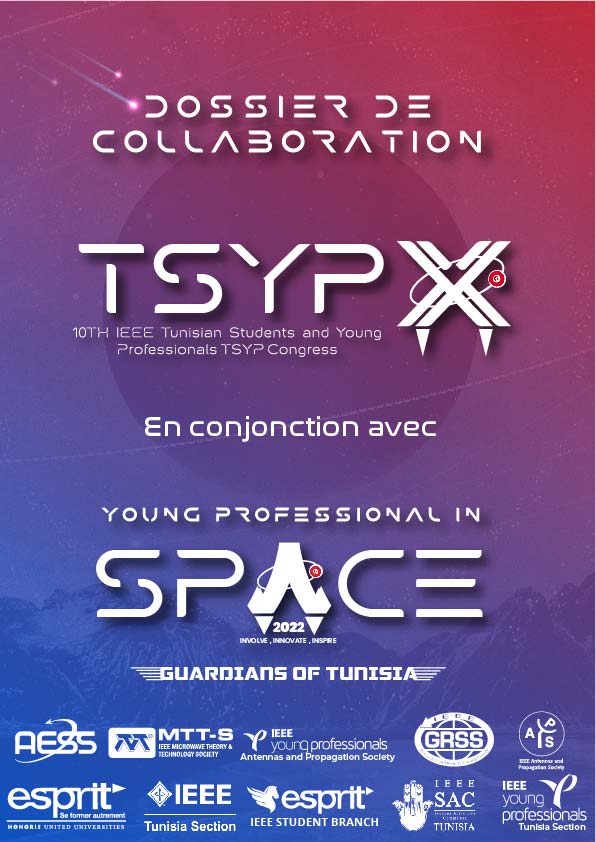 DOSSIER DE
COLLABORATION
TSYP X
10TH IEEE Tunisian Students and Young
Professionals TSYP Congress
En conjonction avec
YOUNG PROFESSIONAL IN
SPACE
2022
INVOLVE , INNOVATE , INSPIRE
GUARDIANS OF TUNISIA
AESS
MTT-S
IEEE MICROWAVE THEORY &
TECHNOLOGY SOCIETY
IEEE
young professionals
Antennas and Propagation Society
IEEE
GRSS
APS
IEEE Antennas and
Propagation Society
esprit
Se former autrement
HONORIS UNITED UNIVERSITIES
IEEE
Tunisia Section
esprit
IEEE STUDENT BRANCH
IEEE
SAC
TUNISIA
IEEE
young
professionals
Tunisia Section